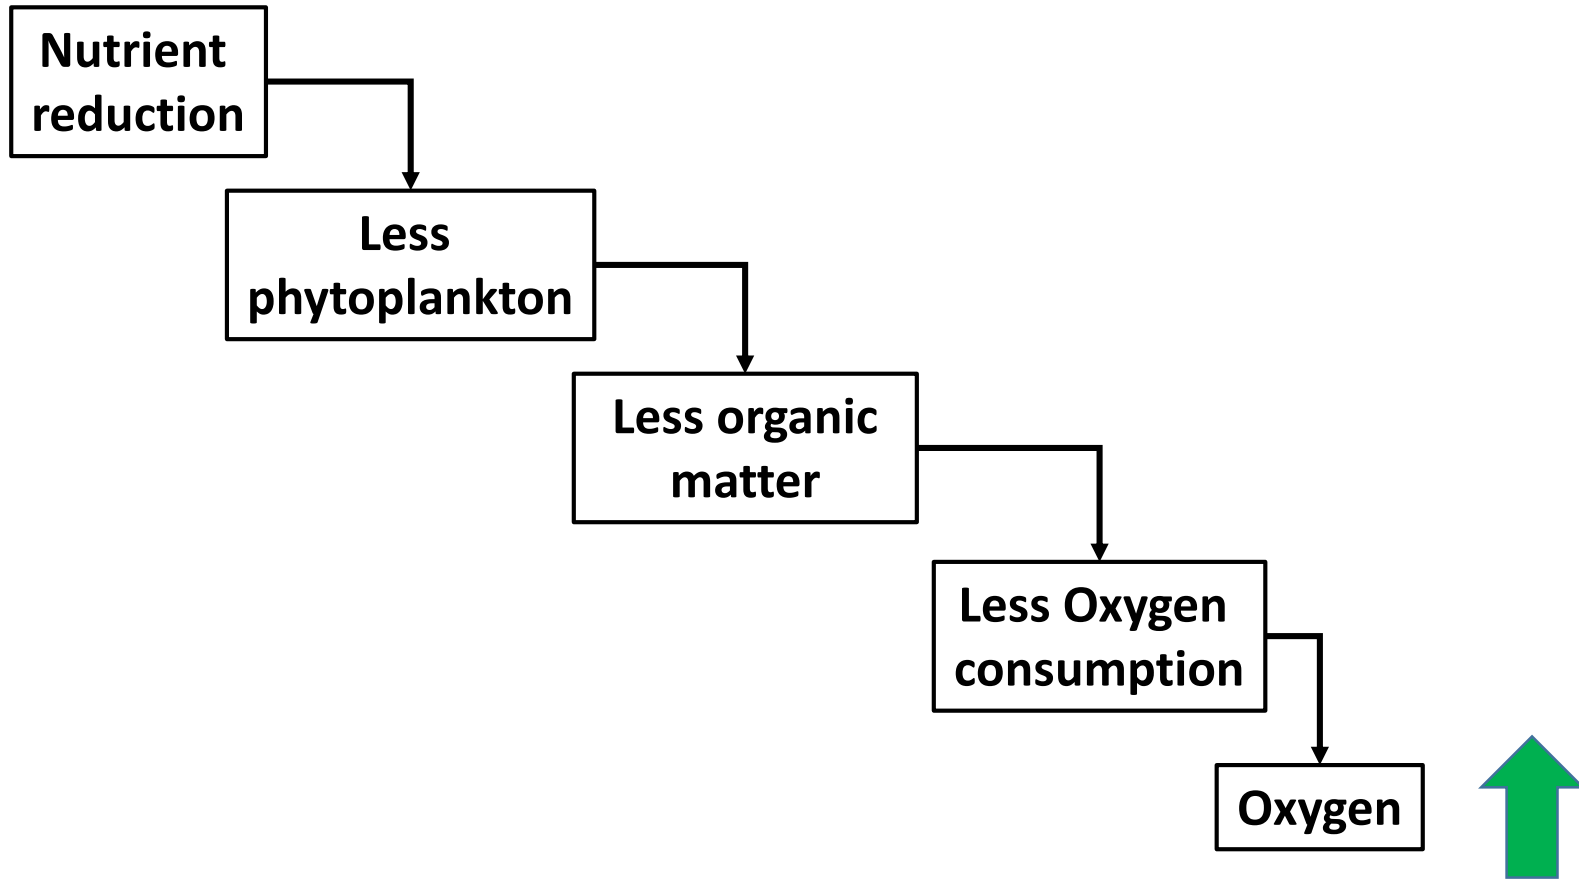 Nutrient
reduction
Less
phytoplankton
Less organic
matter
Less Oxygen
consumption
Oxygen